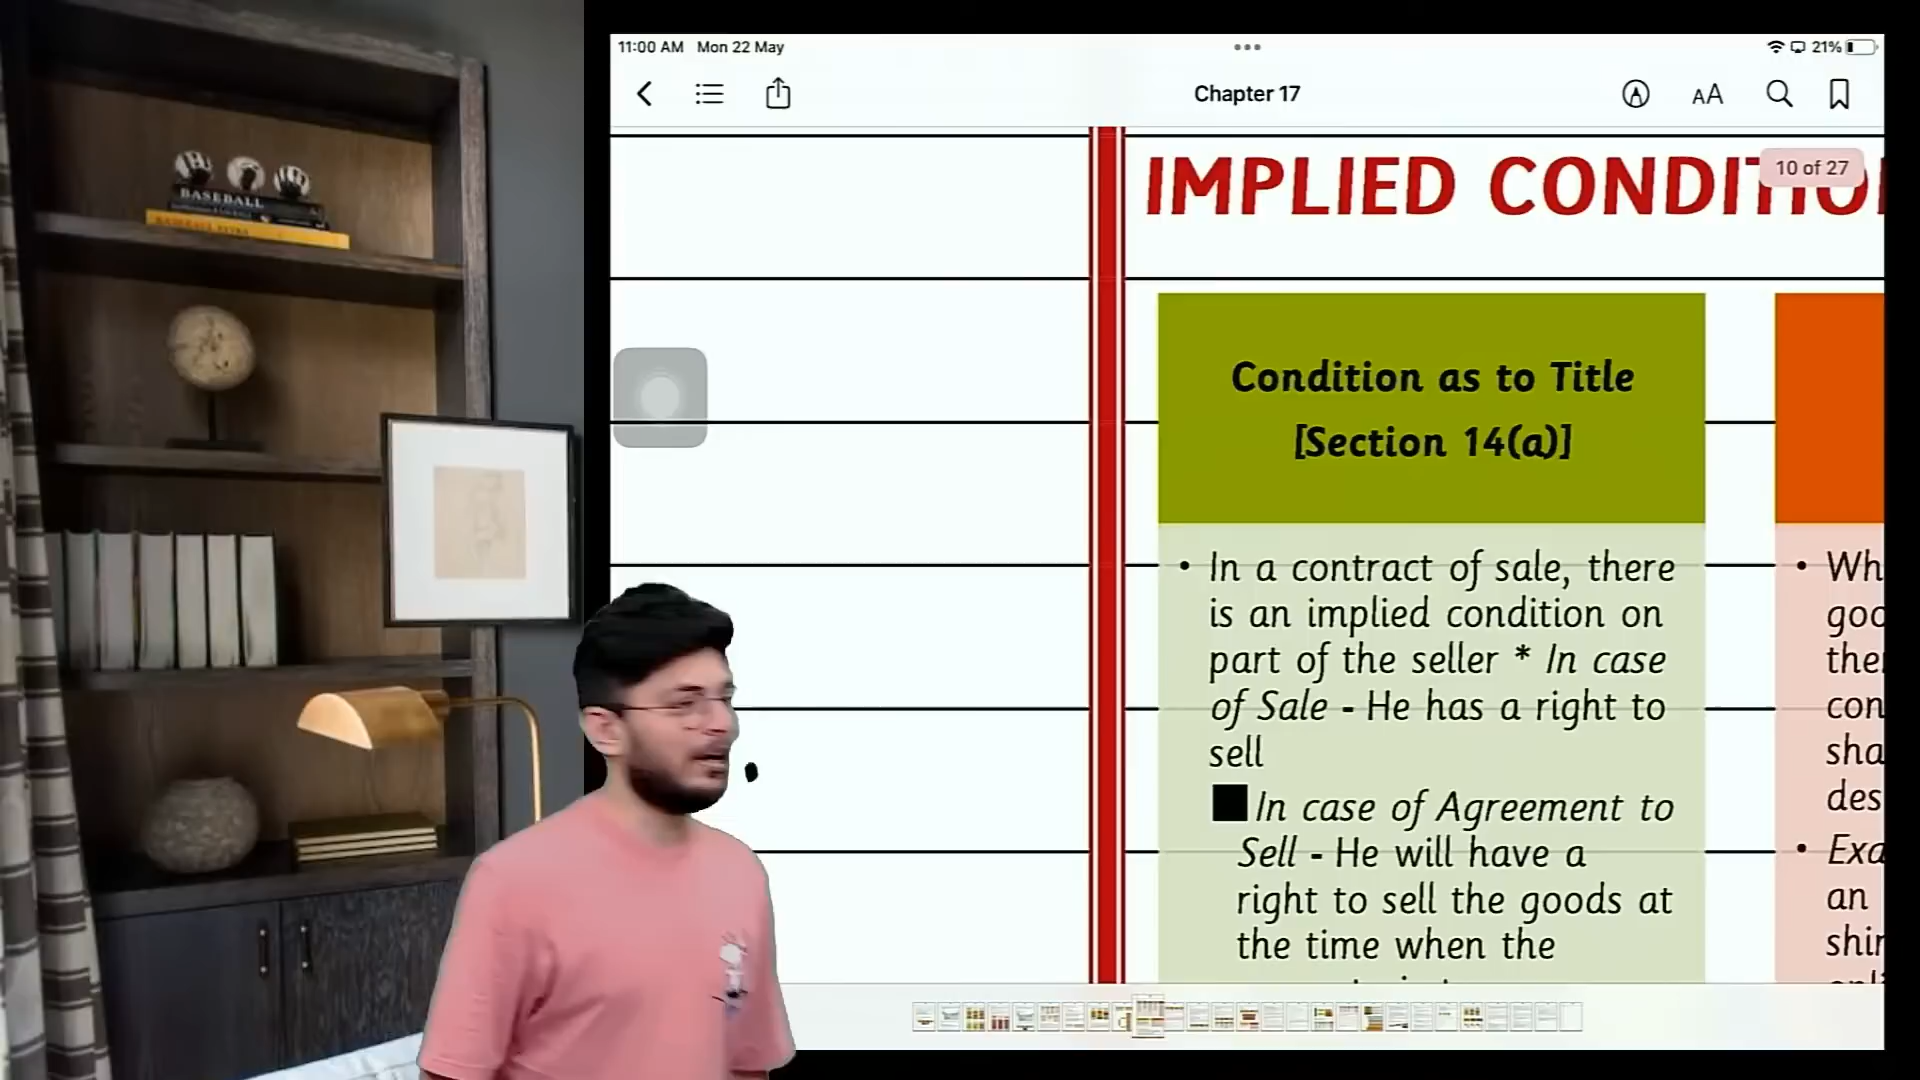 11:00 AM Mon 22 May
21%
Chapter 17
AA
10 of 27
IMPLIED CONDITIO
Condition as to Title
[Section 14(a)]
• In a contract of sale, there
is an implied condition on
part of the seller * In case
of Sale - He has a right to
sell
In case of Agreement to
Sell - He will have a
right to sell the goods at
the time when the
• Wh
goo
the
con
sha
des
• Exa
an
shir
BASEBALL